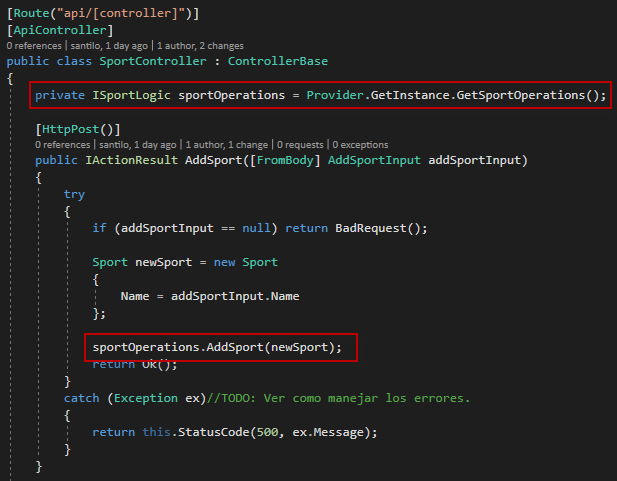 [Route("api/[controller]")]
[ApiController]
0 references | santilo, 1 day ago | 1 author, 2 changes
public class SportController : ControllerBase
{
private ISportLogic sportOperations = Provider.GetInstance.GetSportOperations();
[HttpPost()]
0 references | santilo, 1 day ago | 1 author, 1 change | 0 requests | 0 exceptions
public IActionResult AddSport([FromBody] AddSportInput addSportInput)
{
try
{
if (addSportInput == null) return BadRequest();
Sport newSport = new Sport
{
Name = addSportInput.Name
};
sportOperations.AddSport(newSport);
return Ok();
}
catch (Exception ex)//TODO: Ver como manejar los errores.
{
return this.StatusCode(500, ex.Message);
}
}